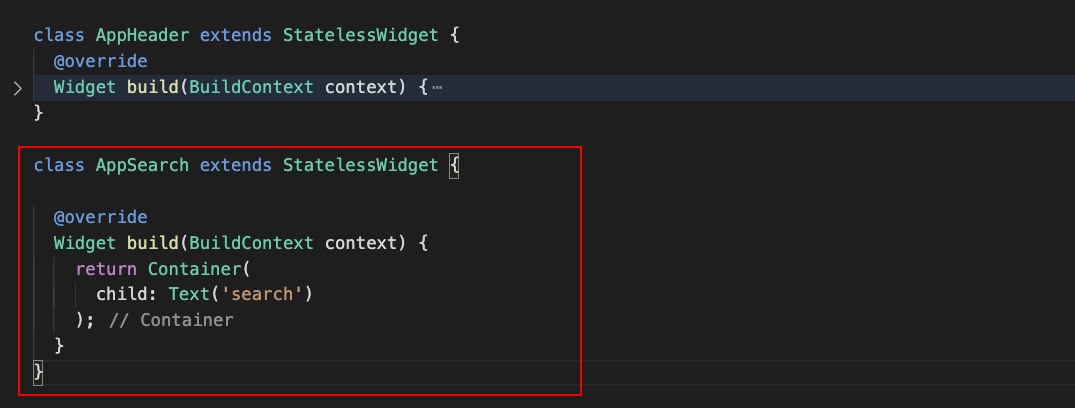 class AppHeader extends StatelessWidget {
@override
Widget build(BuildContext context) {…
}
class AppSearch extends StatelessWidget {
@override
Widget build(BuildContext context) {
return Container(
child: Text('search')
); // Container
}
}